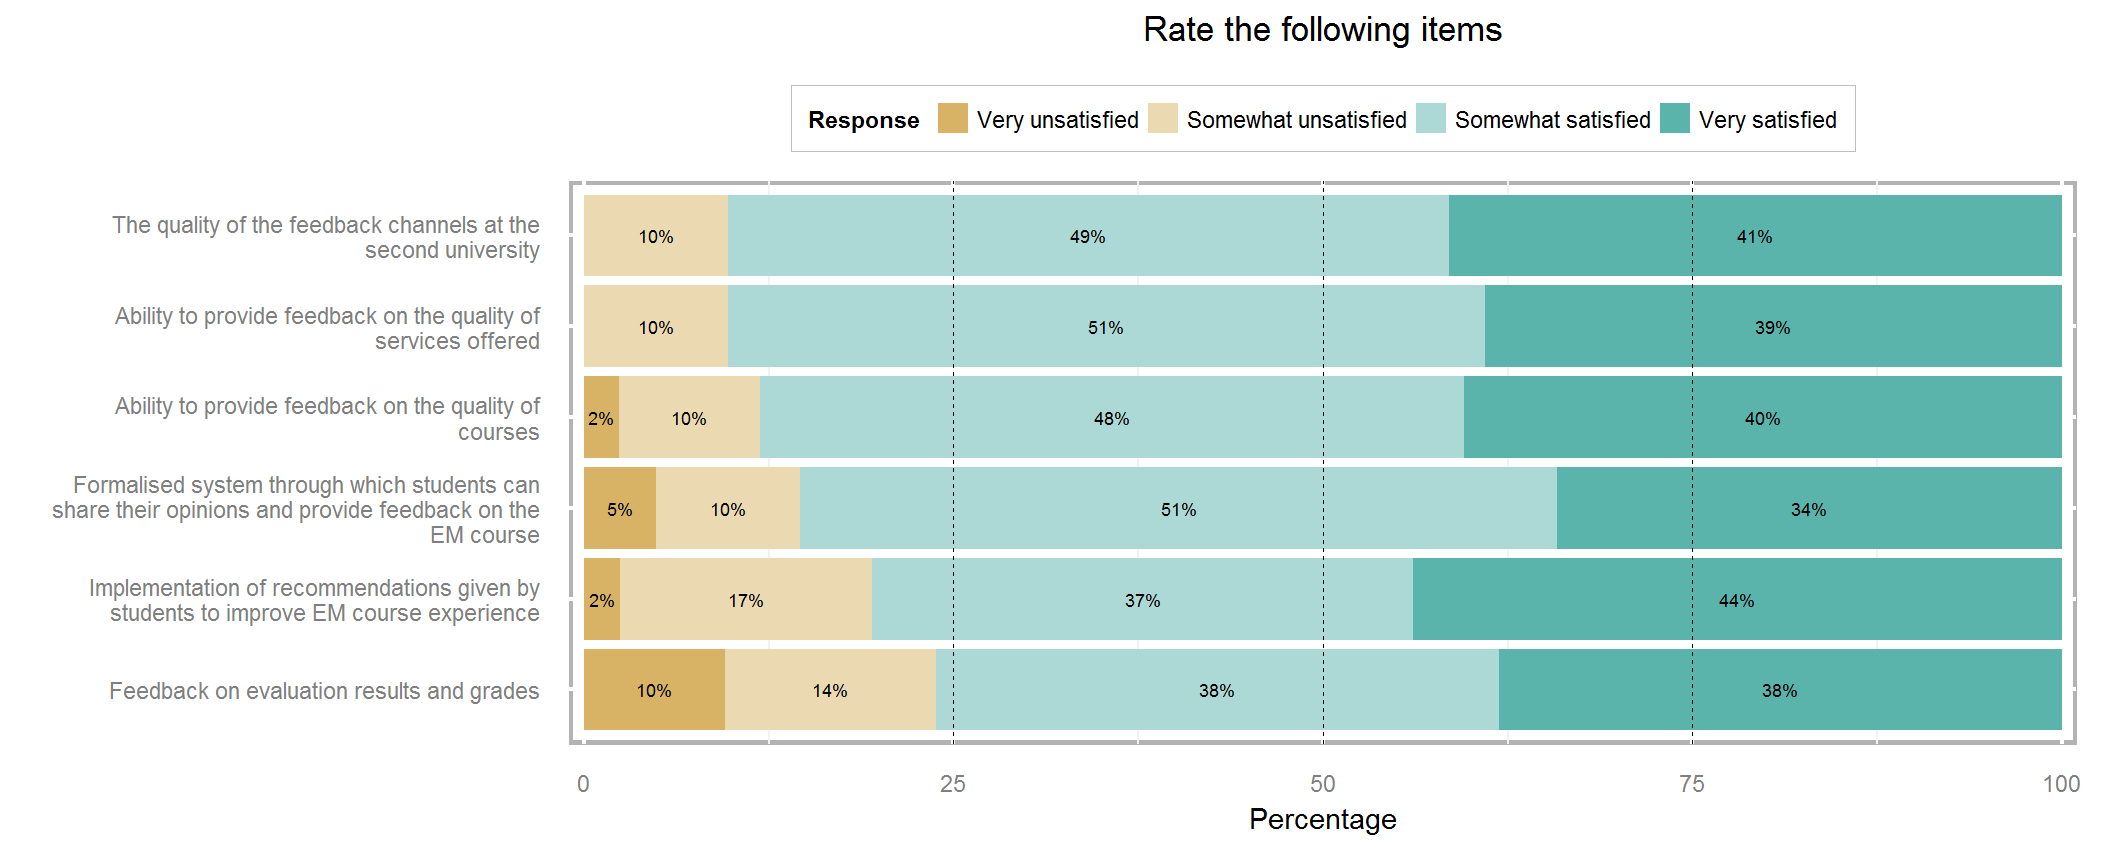 Rate the following items
Response Very unsatisfied Somewhat unsatisfied Somewhat satisfied Very satisfied
The quality of the feedback channels at the
second university
10% 49% 41%
Ability to provide feedback on the quality of
services offered
10% 51% 39%
Ability to provide feedback on the quality of
courses
2% 10% 48% 40%
Formalised system through which students can
share their opinions and provide feedback on the
EM course
5% 10% 51% 34%
Implementation of recommendations given by
students to improve EM course experience
2% 17% 37% 44%
Feedback on evaluation results and grades
10% 14% 38% 38%
0 25 50 75 100
Percentage